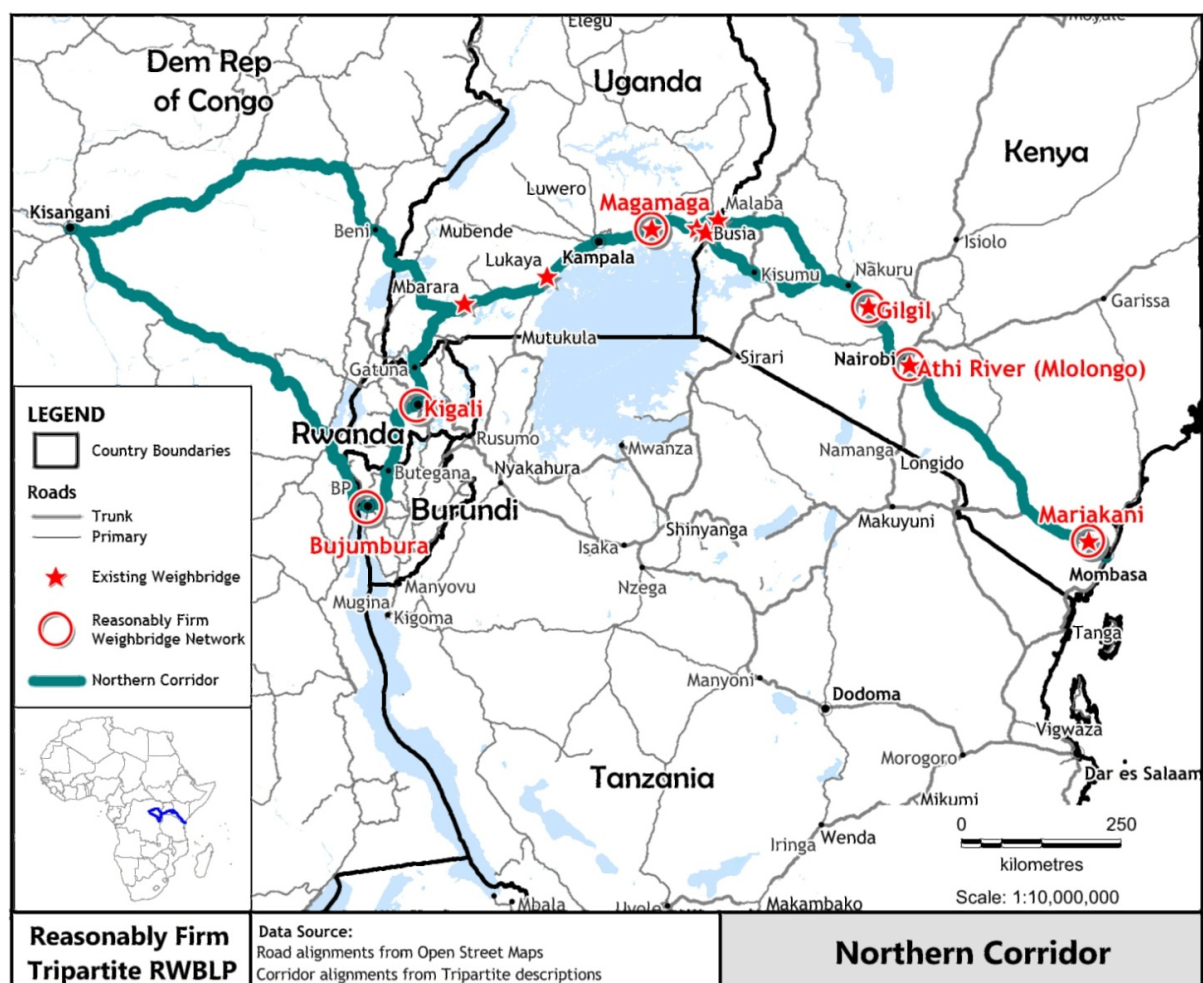 Elegu
Moyale
Dem Rep
of Congo
Uganda
Kenya
Luwero
Magamaga
Malaba
Kisangani
Beni
Mubende
Busia
Isiolo
Lukaya
Kampala
Kisumu
Nakuru
Mbarara
Garissa
Gilgil
Mutukula
Sirari
Nairobi
Athi River (Mlolongo)
Gatuna
Kigali
Rwanda
Rusumo
Mwanza
Namanga
Longido
Butegana
Nyakahura
BP
Burundi
Shinyanga
Makuyuni
Mariakani
Bujumbura
Isaka
Mombasa
Nzega
Manyovu
Mugina
Kigoma
Tanga
Manyoni
Dodoma
Vigwaza
Morogoro
Tanzania
Dar es Salaam
Mikumi
Iringa
Wenda
Mbala
Uyole
Makambako
LEGEND
Country Boundaries
Roads
Trunk
Primary
Existing Weighbridge
Reasonably Firm
Weighbridge Network
Northern Corridor
0 250
kilometres
Scale: 1:10,000,000
Reasonably Firm
Tripartite RWBLP
Data Source:
Road alignments from Open Street Maps
Corridor alignments from Tripartite descriptions
Northern Corridor